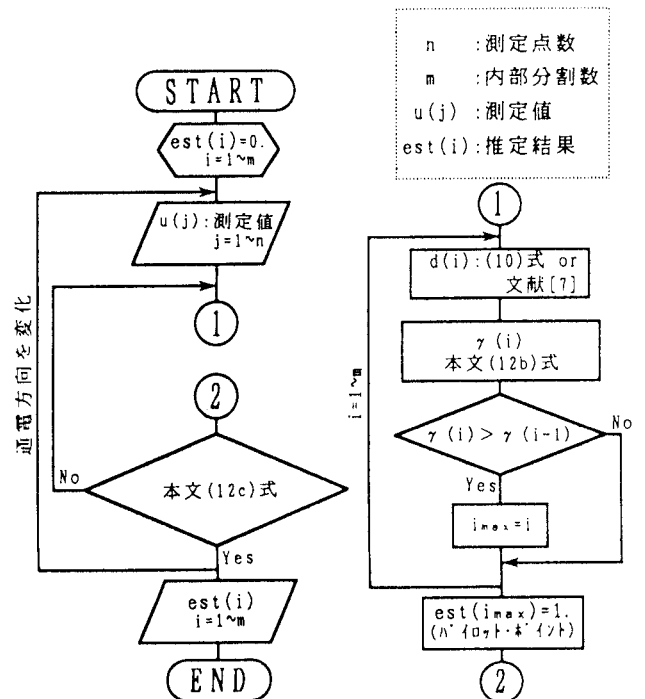 START
est(i)=0.
i=1~m
u(j):測定値
j=1~n
1
2
本文(12c)式
No
Yes
通電方向を変化
est(i)
i=1~m
END
n :測定点数
m :内部分割数
u(j) :測定値
est(i):推定結果
1
d(i):(10)式 or
文献[7]
γ(i)
本文(12b)式
γ(i)>γ(i-1)
No
Yes
imax=i
i=1~m
est(imax)=1.
(パイロット・ポイント)
2